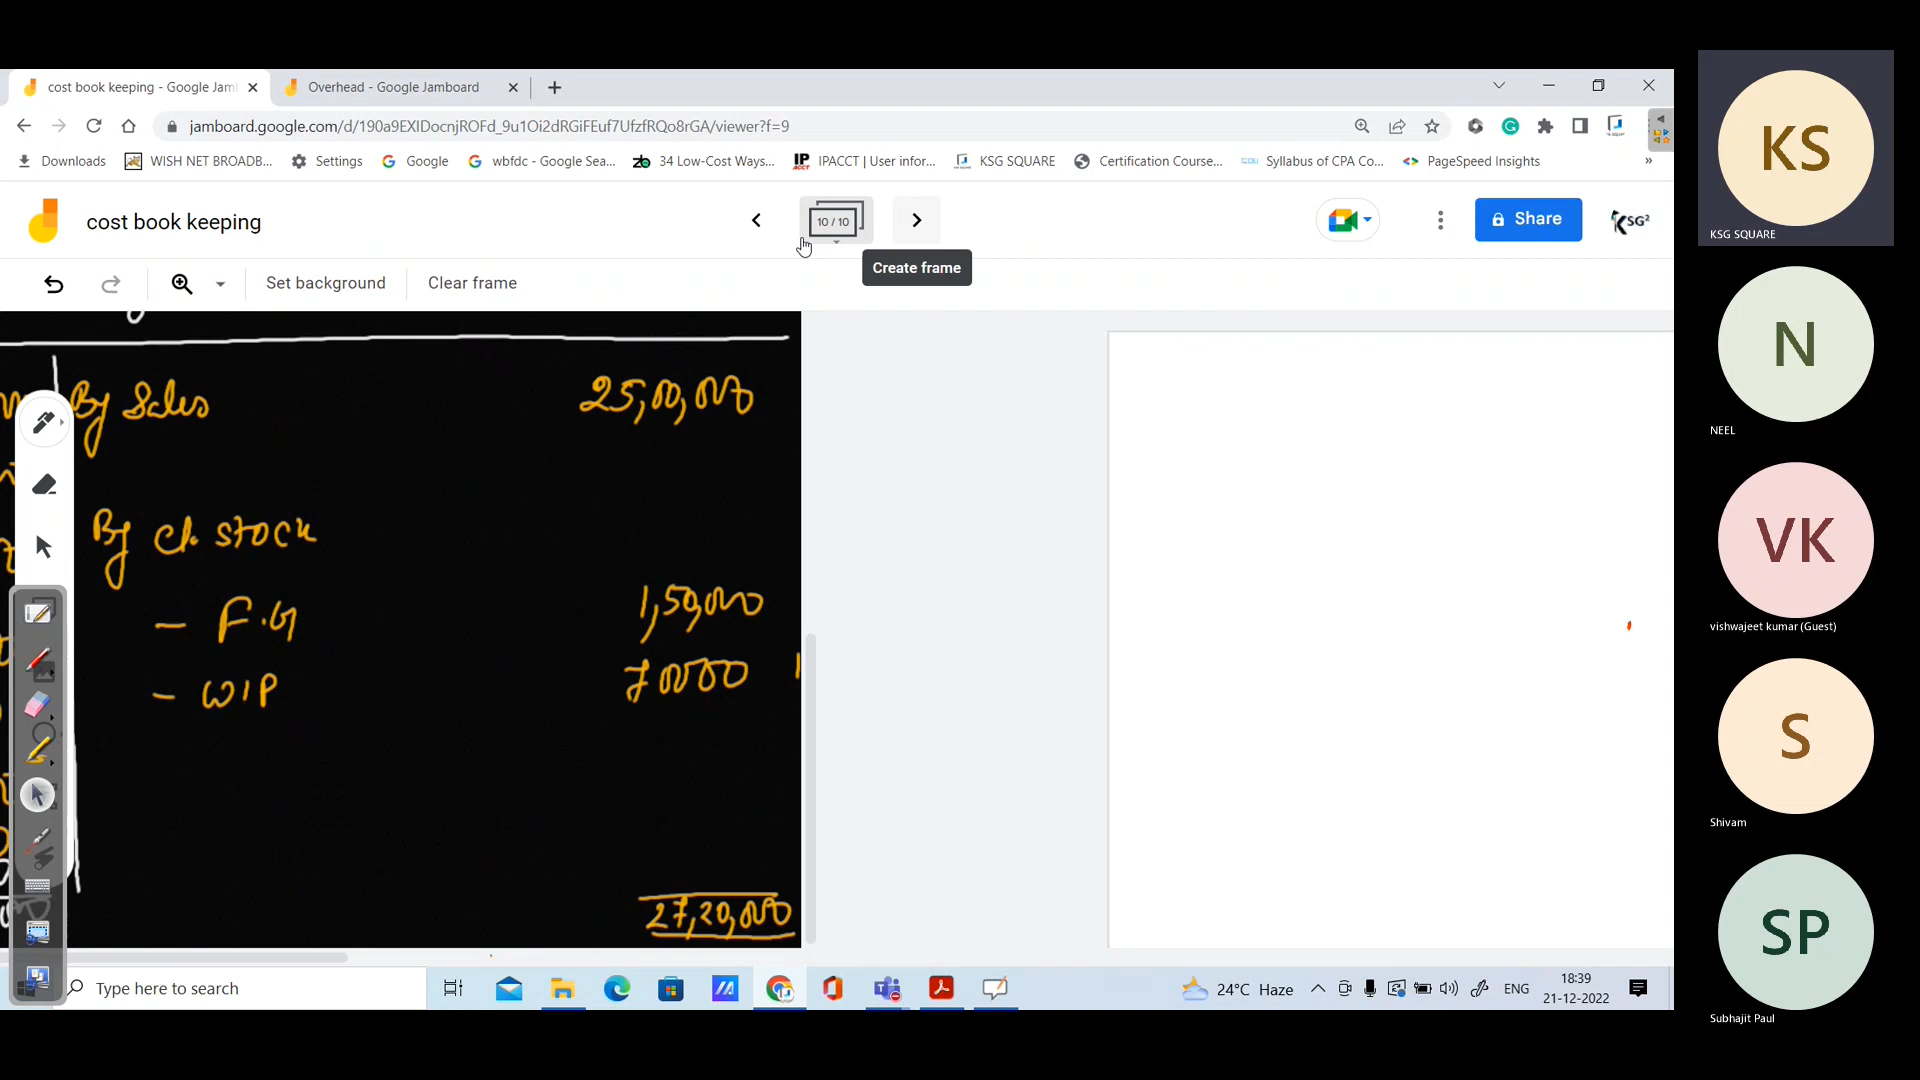 cost book keeping - Google Jam
Overhead - Google Jamboard
jamboard.google.com/d/190a9EXIDocnjROFd_9u1Oi2dRGiFEuf7UfzfRQo8rGA/viewer?f=9
Downloads
WISH NET BROADB...
Settings
Google
wbfdc - Google Sea...
34 Low-Cost Ways...
IPACCT | User infor...
KSG SQUARE
Certification Course...
Syllabus of CPA Co...
PageSpeed Insights
»
cost book keeping
10 / 10
Share
KSG²
Create frame
Set background
Clear frame
By Sales 25,00,000
By Cl. stock
- F.G 1,50,000
- WIP 70000
27,20,000
Type here to search
24°C Haze
ENG
18:39
21-12-2022
KS
KSG SQUARE
N
NEEL
VK
vishwajeet kumar (Guest)
S
Shivam
SP
Subhajit Paul